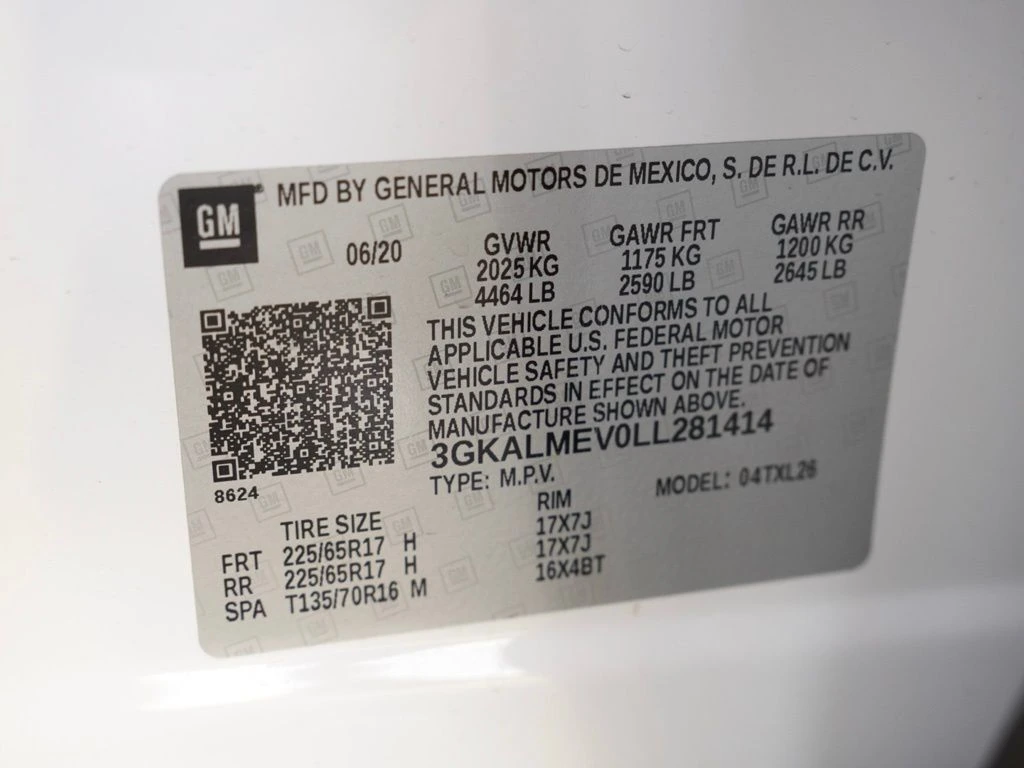 GM
MFD BY GENERAL MOTORS DE MEXICO, S. DE R.L. DE C.V.
06/20
GVWR GAWR FRT GAWR RR
2025 KG 1175 KG 1200 KG
4464 LB 2590 LB 2645 LB
THIS VEHICLE CONFORMS TO ALL
APPLICABLE U.S. FEDERAL MOTOR
VEHICLE SAFETY AND THEFT PREVENTION
STANDARDS IN EFFECT ON THE DATE OF
MANUFACTURE SHOWN ABOVE.
3GKALMEV0LL281414
TYPE: M.P.V. MODEL: 04TXL26
8624
TIRE SIZE RIM
FRT 225/65R17 H 17X7J
RR 225/65R17 H 17X7J
SPA T135/70R16 M 16X4BT